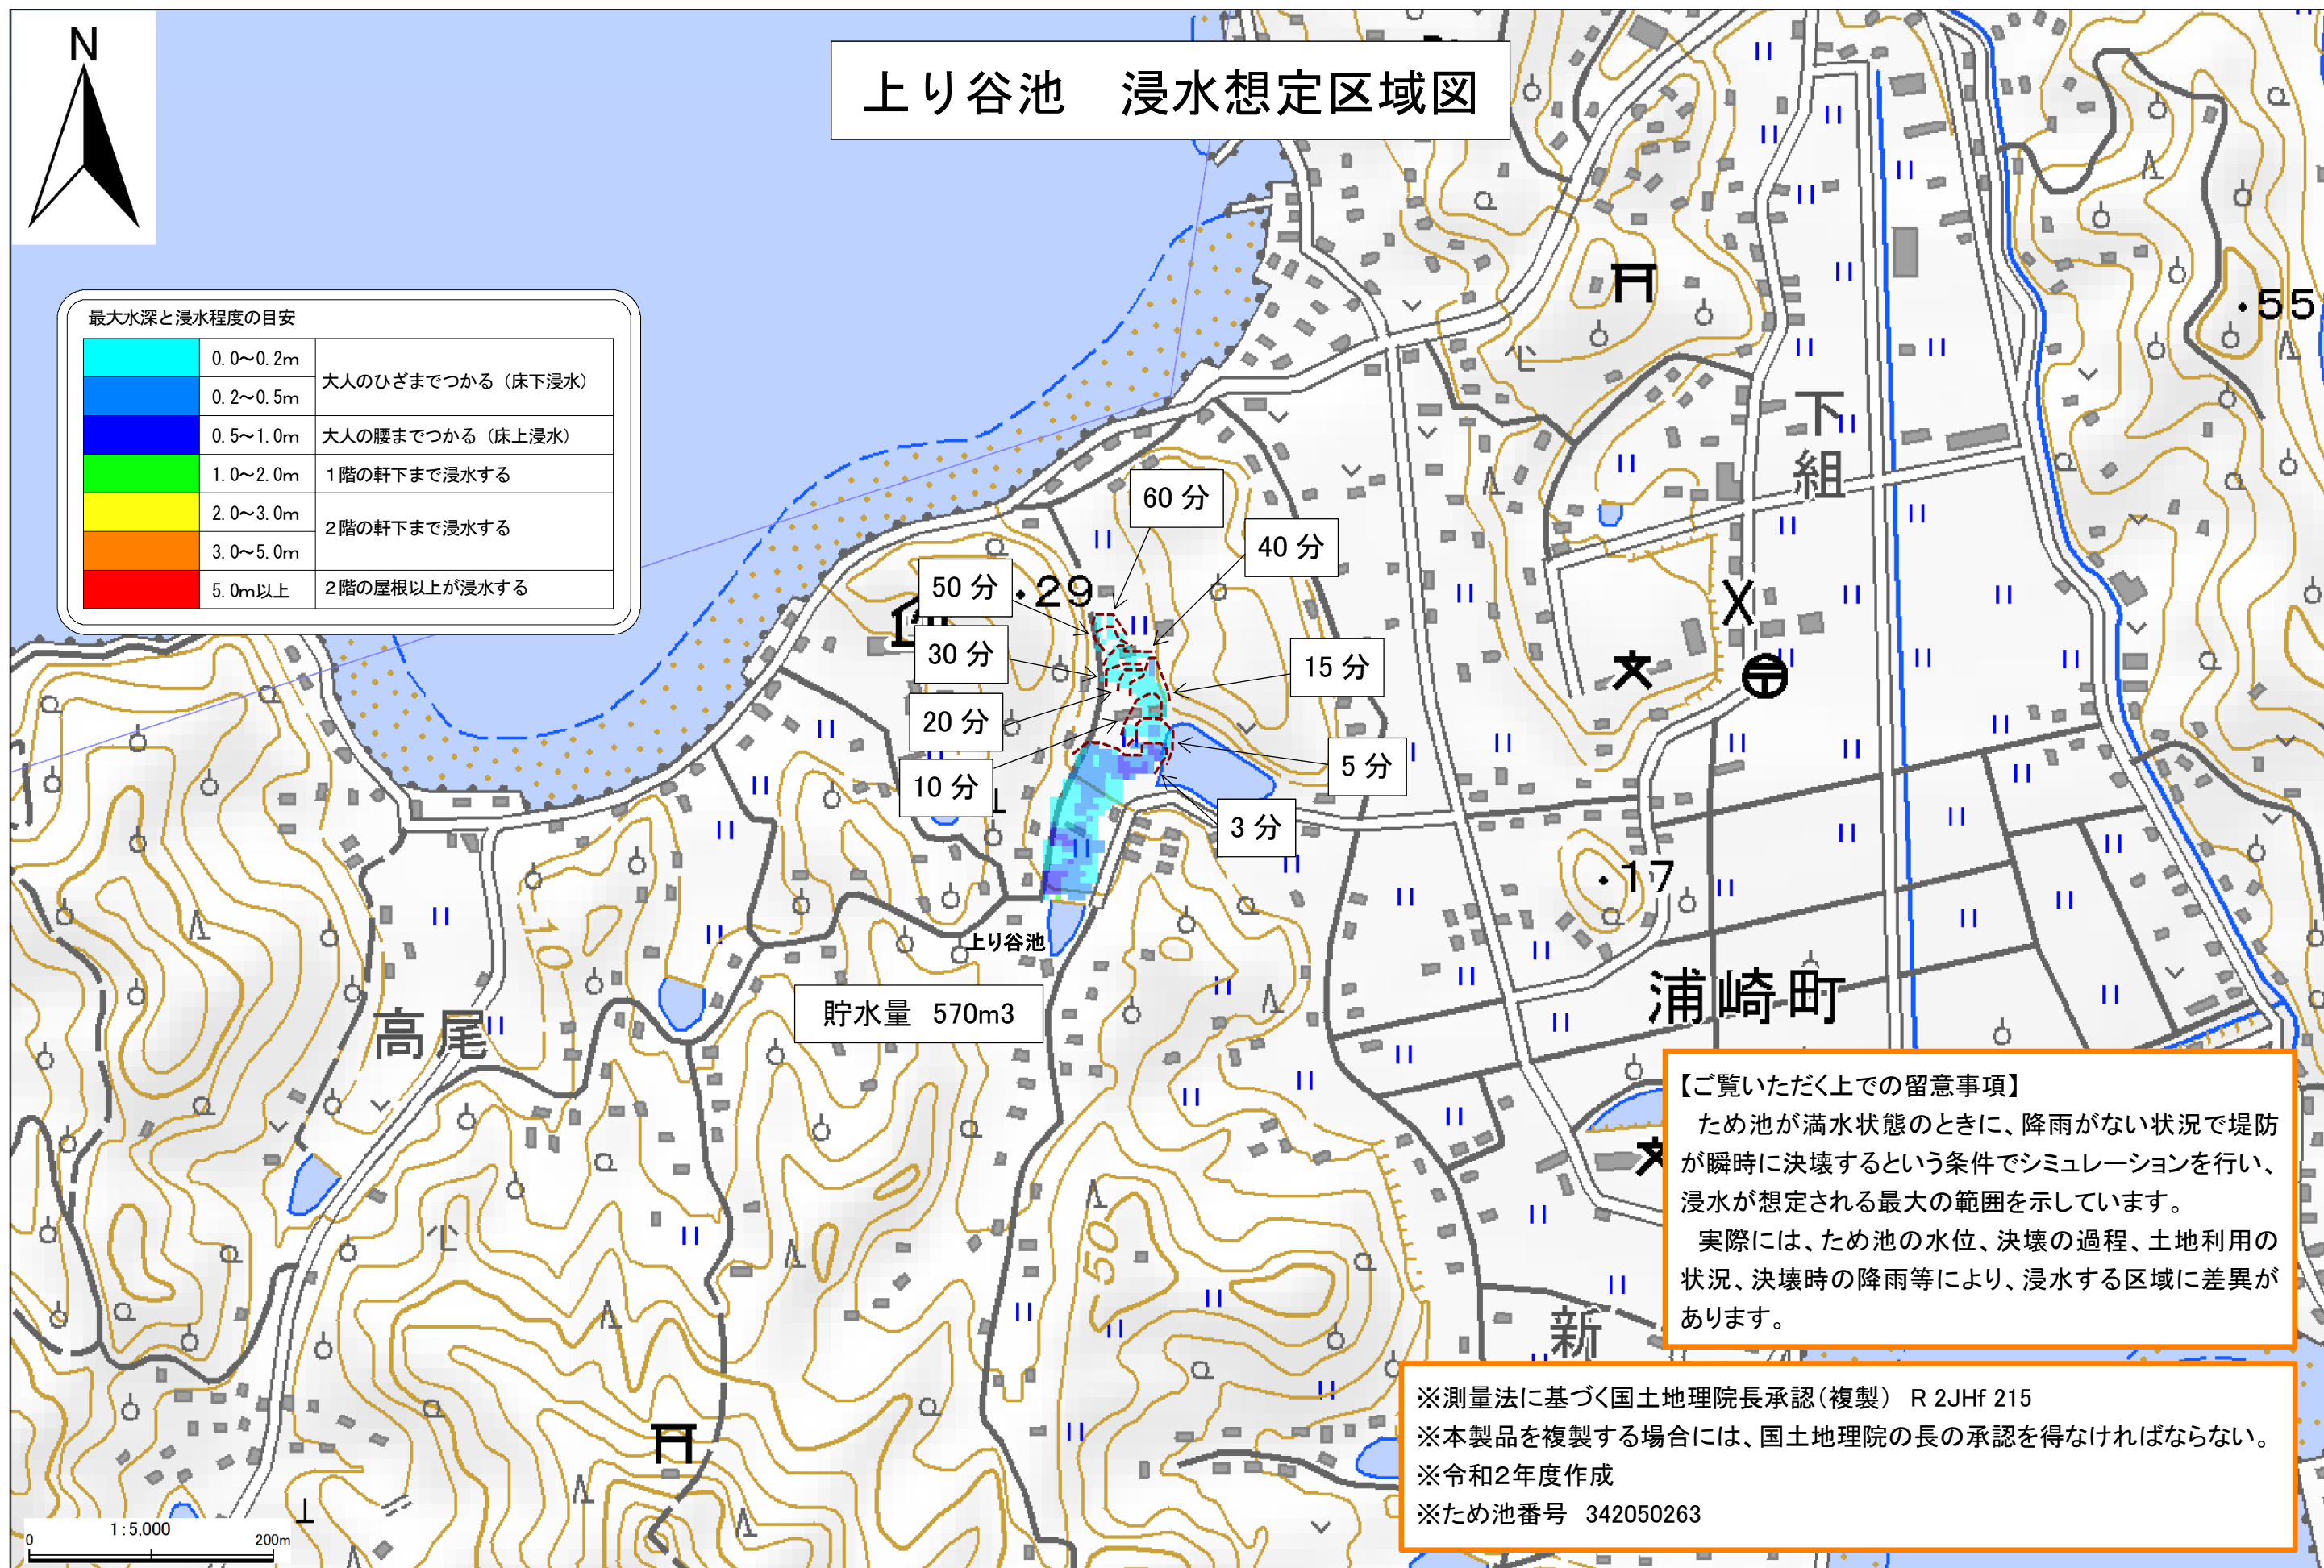 N
上り谷池　浸水想定区域図
最大水深と浸水程度の目安
0.0～0.2m
大人のひざまでつかる（床下浸水）
0.2～0.5m
0.5～1.0m
大人の腰までつかる（床上浸水）
1.0～2.0m
1階の軒下まで浸水する
2.0～3.0m
2階の軒下まで浸水する
3.0～5.0m
5.0m以上
2階の屋根以上が浸水する
・55
下組
60 分
40 分
50 分
・29
30 分
15 分
20 分
5 分
10 分
3 分
・17
上り谷池
10
貯水量　570m3
浦崎町
高尾
50
新
【ご覧いただく上での留意事項】
ため池が満水状態のときに、降雨がない状況で堤防
が瞬時に決壊するという条件でシミュレーションを行い、
浸水が想定される最大の範囲を示しています。
実際には、ため池の水位、決壊の過程、土地利用の
状況、決壊時の降雨等により、浸水する区域に差異が
あります。
※測量法に基づく国土地理院長承認（複製）　R 2JHf 215
※本製品を複製する場合には、国土地理院の長の承認を得なければならない。
※令和2年度作成
※ため池番号　342050263
1:5,000
0
200m